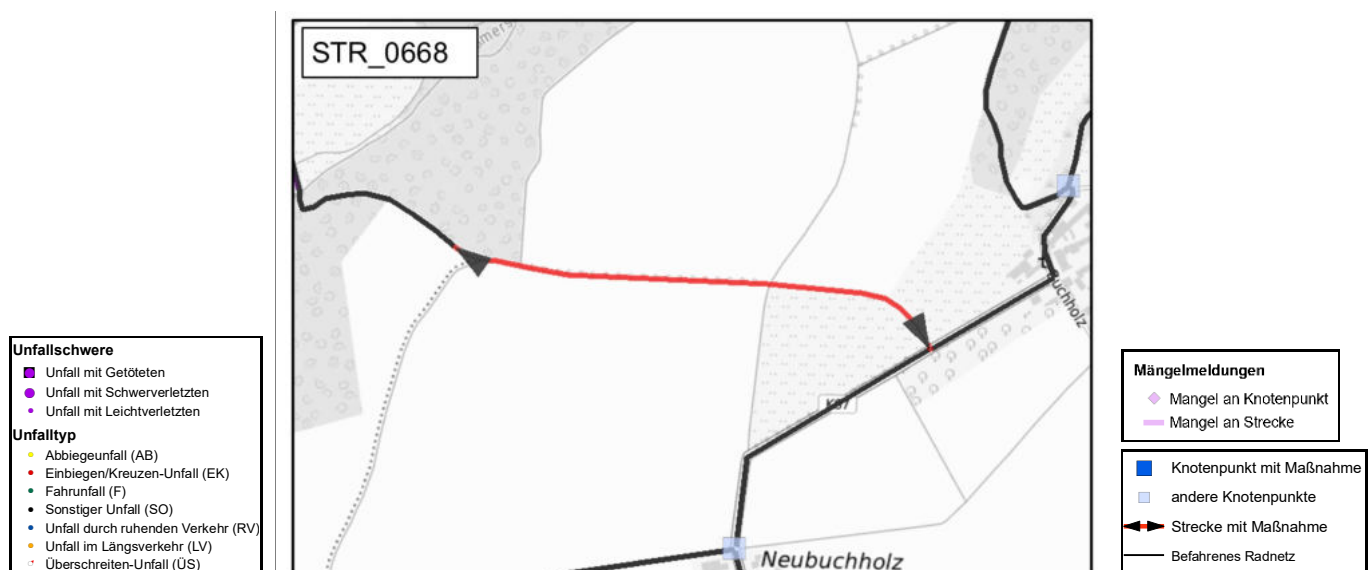 STR_0668
Neubuchholz
Unfallschwere
Unfall mit Getöteten
Unfall mit Schwerverletzten
Unfall mit Leichtverletzten
Unfalltyp
Abbiegeunfall (AB)
Einbiegen/Kreuzen-Unfall (EK)
Fahrunfall (F)
Sonstiger Unfall (SO)
Unfall durch ruhenden Verkehr (RV)
Unfall im Längsverkehr (LV)
Überschreiten-Unfall (ÜS)
Mängelmeldungen
Mangel an Knotenpunkt
Mangel an Strecke
Knotenpunkt mit Maßnahme
andere Knotenpunkte
Strecke mit Maßnahme
Befahrenes Radnetz